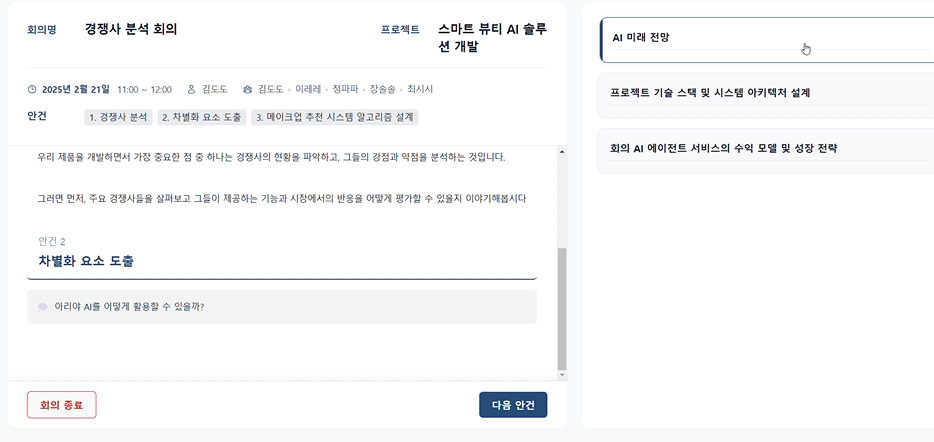 회의명
경쟁사 분석 회의
프로젝트
스마트 뷰티 AI 솔루
션 개발
2025년 2월 21일 11:00 ~ 12:00 김도도 김도도 • 이레레 • 정파파 • 장솔솔 • 최시시
안건
1. 경쟁사 분석 2. 차별화 요소 도출 3. 메이크업 추천 시스템 알고리즘 설계
우리 제품을 개발하면서 가장 중요한 점 중 하나는 경쟁사의 현황을 파악하고, 그들의 강점과 약점을 분석하는 것입니다.
그러면 먼저, 주요 경쟁사들을 살펴보고 그들이 제공하는 기능과 시장에서의 반응을 어떻게 평가할 수 있을지 이야기해봅시다
안건 2
차별화 요소 도출
아리야 AI를 어떻게 활용할 수 있을까?
회의 종료
다음 안건
AI 미래 전망
프로젝트 기술 스택 및 시스템 아키텍처 설계
회의 AI 에이전트 서비스의 수익 모델 및 성장 전략